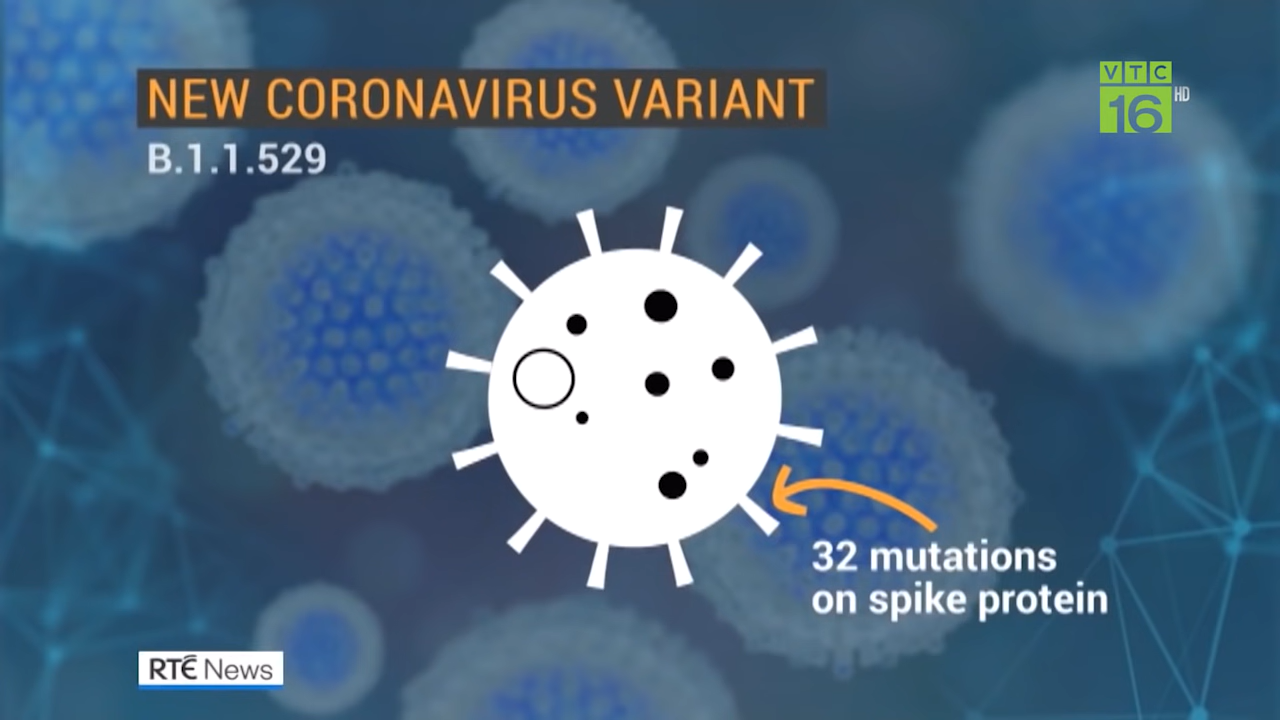 NEW CORONAVIRUS VARIANT
B.1.1.529
VTC
16 HD
32 mutations
on spike protein
RTÉ News